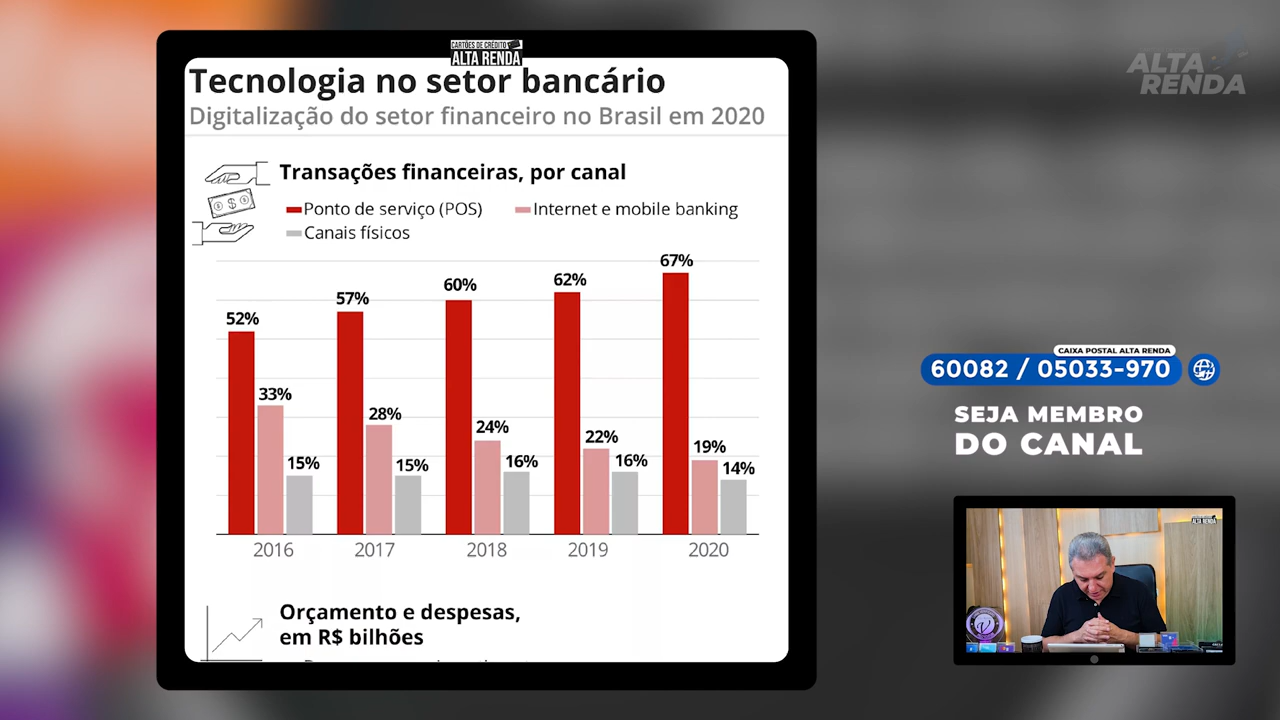 CARTÕES DE CRÉDITO
ALTA RENDA
Tecnologia no setor bancário
Digitalização do setor financeiro no Brasil em 2020
Transações financeiras, por canal
Ponto de serviço (POS)
Internet e mobile banking
Canais físicos
52%
33%
15%
57%
28%
15%
60%
24%
16%
62%
22%
16%
67%
19%
14%
2016
2017
2018
2019
2020
Orçamento e despesas,
em R$ bilhões
ALTA
RENDA
CAIXA POSTAL ALTA RENDA
60082 / 05033-970
SEJA MEMBRO
DO CANAL
ALTA RENDA